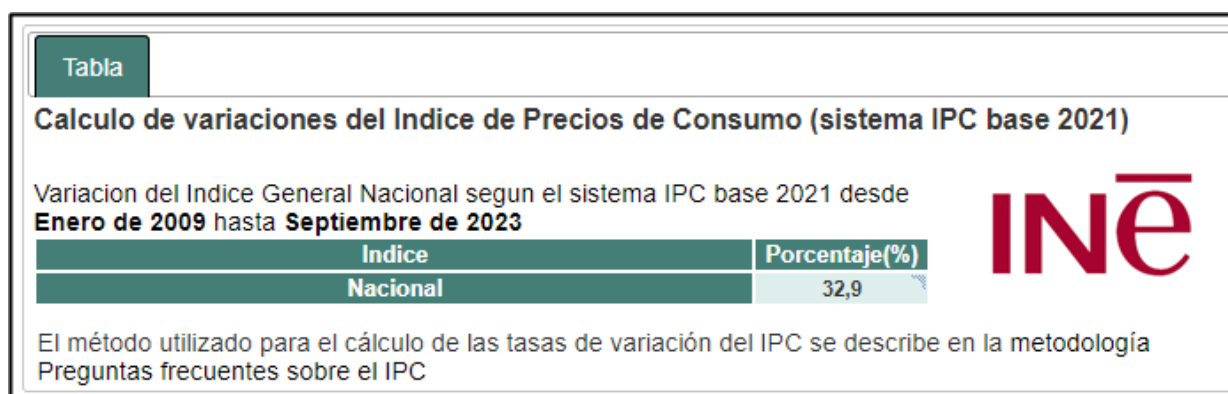 Tabla
Calculo de variaciones del Indice de Precios de Consumo (sistema IPC base 2021)
Variacion del Indice General Nacional segun el sistema IPC base 2021 desde
Enero de 2009 hasta Septiembre de 2023
INe
Indice Porcentaje(%)
Nacional 32,9
El método utilizado para el cálculo de las tasas de variación del IPC se describe en la metodología
Preguntas frecuentes sobre el IPC